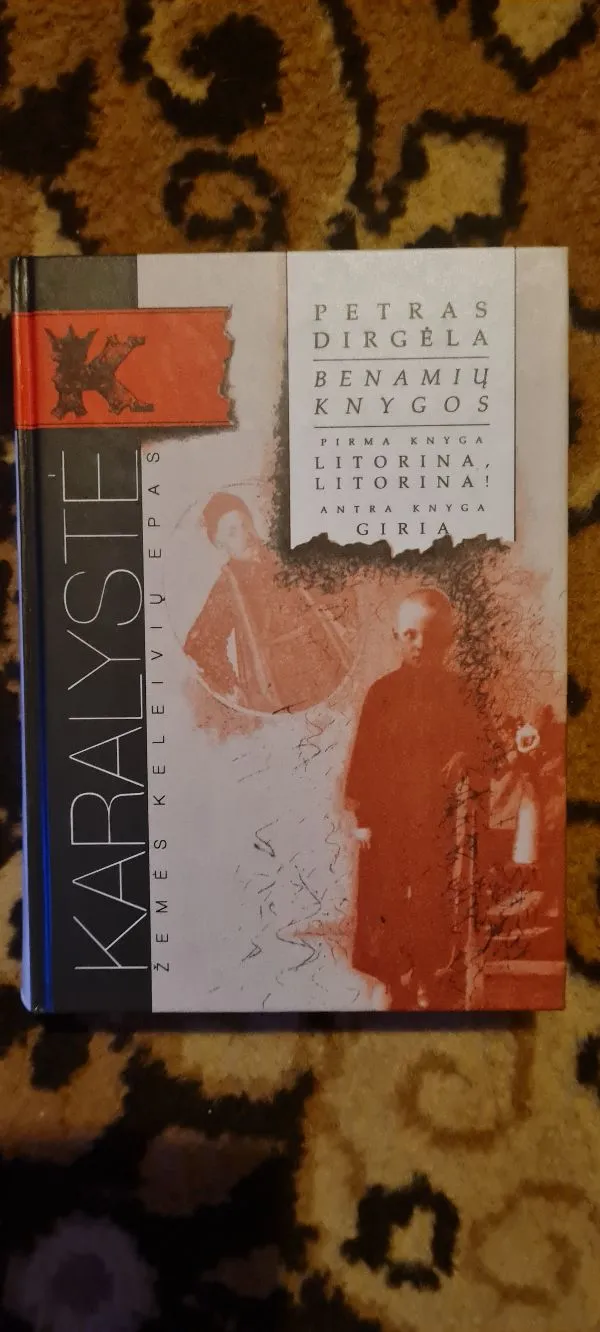 K
KARALYSTĖ
ŽEMĖS KELEIVIŲ EPAS
PETRAS
DIRGĖLA
BENAMIŲ
KNYGOS
PIRMA KNYGA
LITORINA,
LITORINA!
ANTRA KNYGA
GIRIA